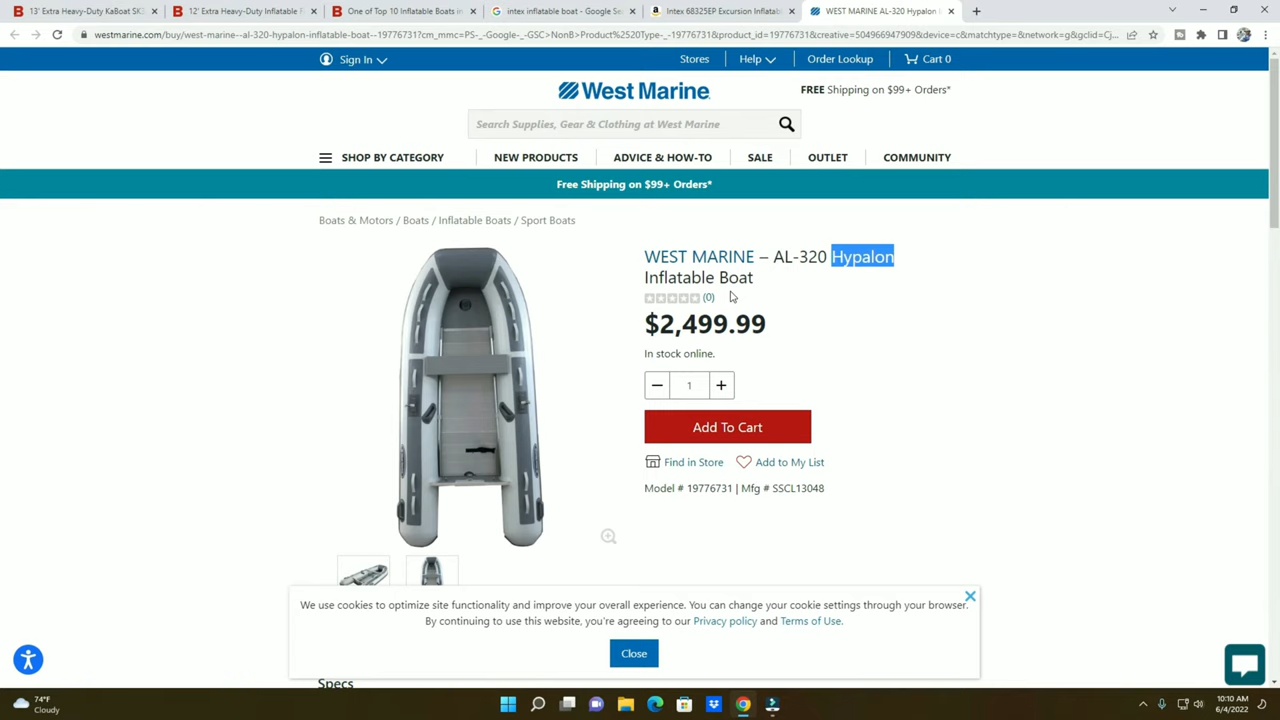 13' Extra Heavy-Duty KaBoat SK3
12' Extra Heavy-Duty Inflatable F
One of Top 10 Inflatable Boats in
intex inflatable boat - Google Se
Intex 68325EP Excursion Inflatab
WEST MARINE AL-320 Hypalon I
westmarine.com/buy/west-marine--al-320-hypalon-inflatable-boat--19776731?cm_mmc=PS-_-Google-_-GSC>NonB>Product%2520Type-_-19776731&product_id=19776731&creative=504966947909&device=c&matchtype=&network=g&gclid=Cj...
Sign In
Stores
Help
Order Lookup
Cart 0
West Marine
FREE Shipping on $99+ Orders*
Search Supplies, Gear & Clothing at West Marine
SHOP BY CATEGORY
NEW PRODUCTS
ADVICE & HOW-TO
SALE
OUTLET
COMMUNITY
Free Shipping on $99+ Orders*
Boats & Motors / Boats / Inflatable Boats / Sport Boats
WEST MARINE – AL-320 Hypalon
Inflatable Boat
(0)
$2,499.99
In stock online.
1
Add To Cart
Find in Store
Add to My List
Model # 19776731 | Mfg # SSCL13048
We use cookies to optimize site functionality and improve your overall experience. You can change your cookie settings through your browser.
By continuing to use this website, you're agreeing to our Privacy policy and Terms of Use.
Close
Specs
74°F
Cloudy
10:10 AM
6/4/2022